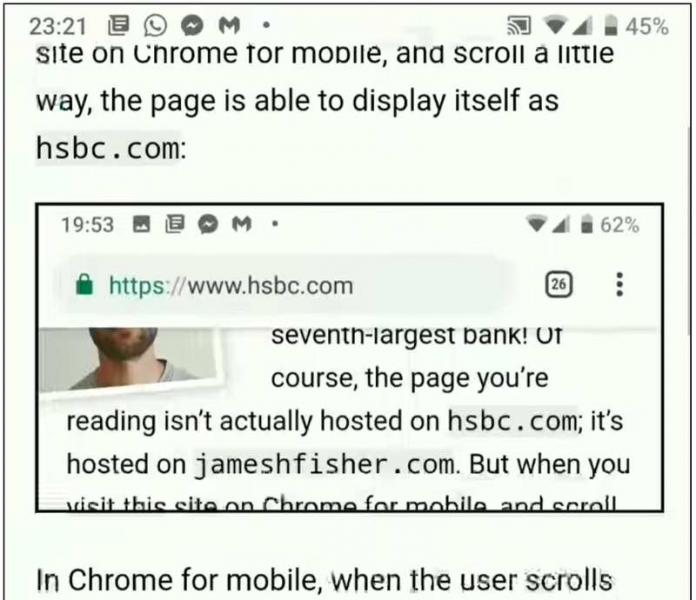 23:21 45%
site on Chrome for mobile, and scroll a little
way, the page is able to display itself as
hsbc.com:
19:53 62%
https://www.hsbc.com 26
seventh-largest bank! Of
course, the page you're
reading isn't actually hosted on hsbc.com; it's
hosted on jameshfisher.com. But when you
visit this site on Chrome for mobile, and scroll
In Chrome for mobile, when the user scrolls